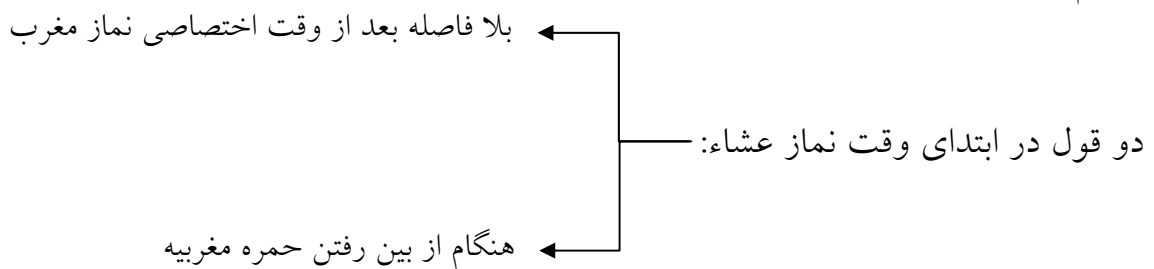 بلا فاصله بعد از وقت اختصاصی نماز مغرب
دو قول در ابتدای وقت نماز عشاء:
هنگام از بین رفتن حمره مغربیه